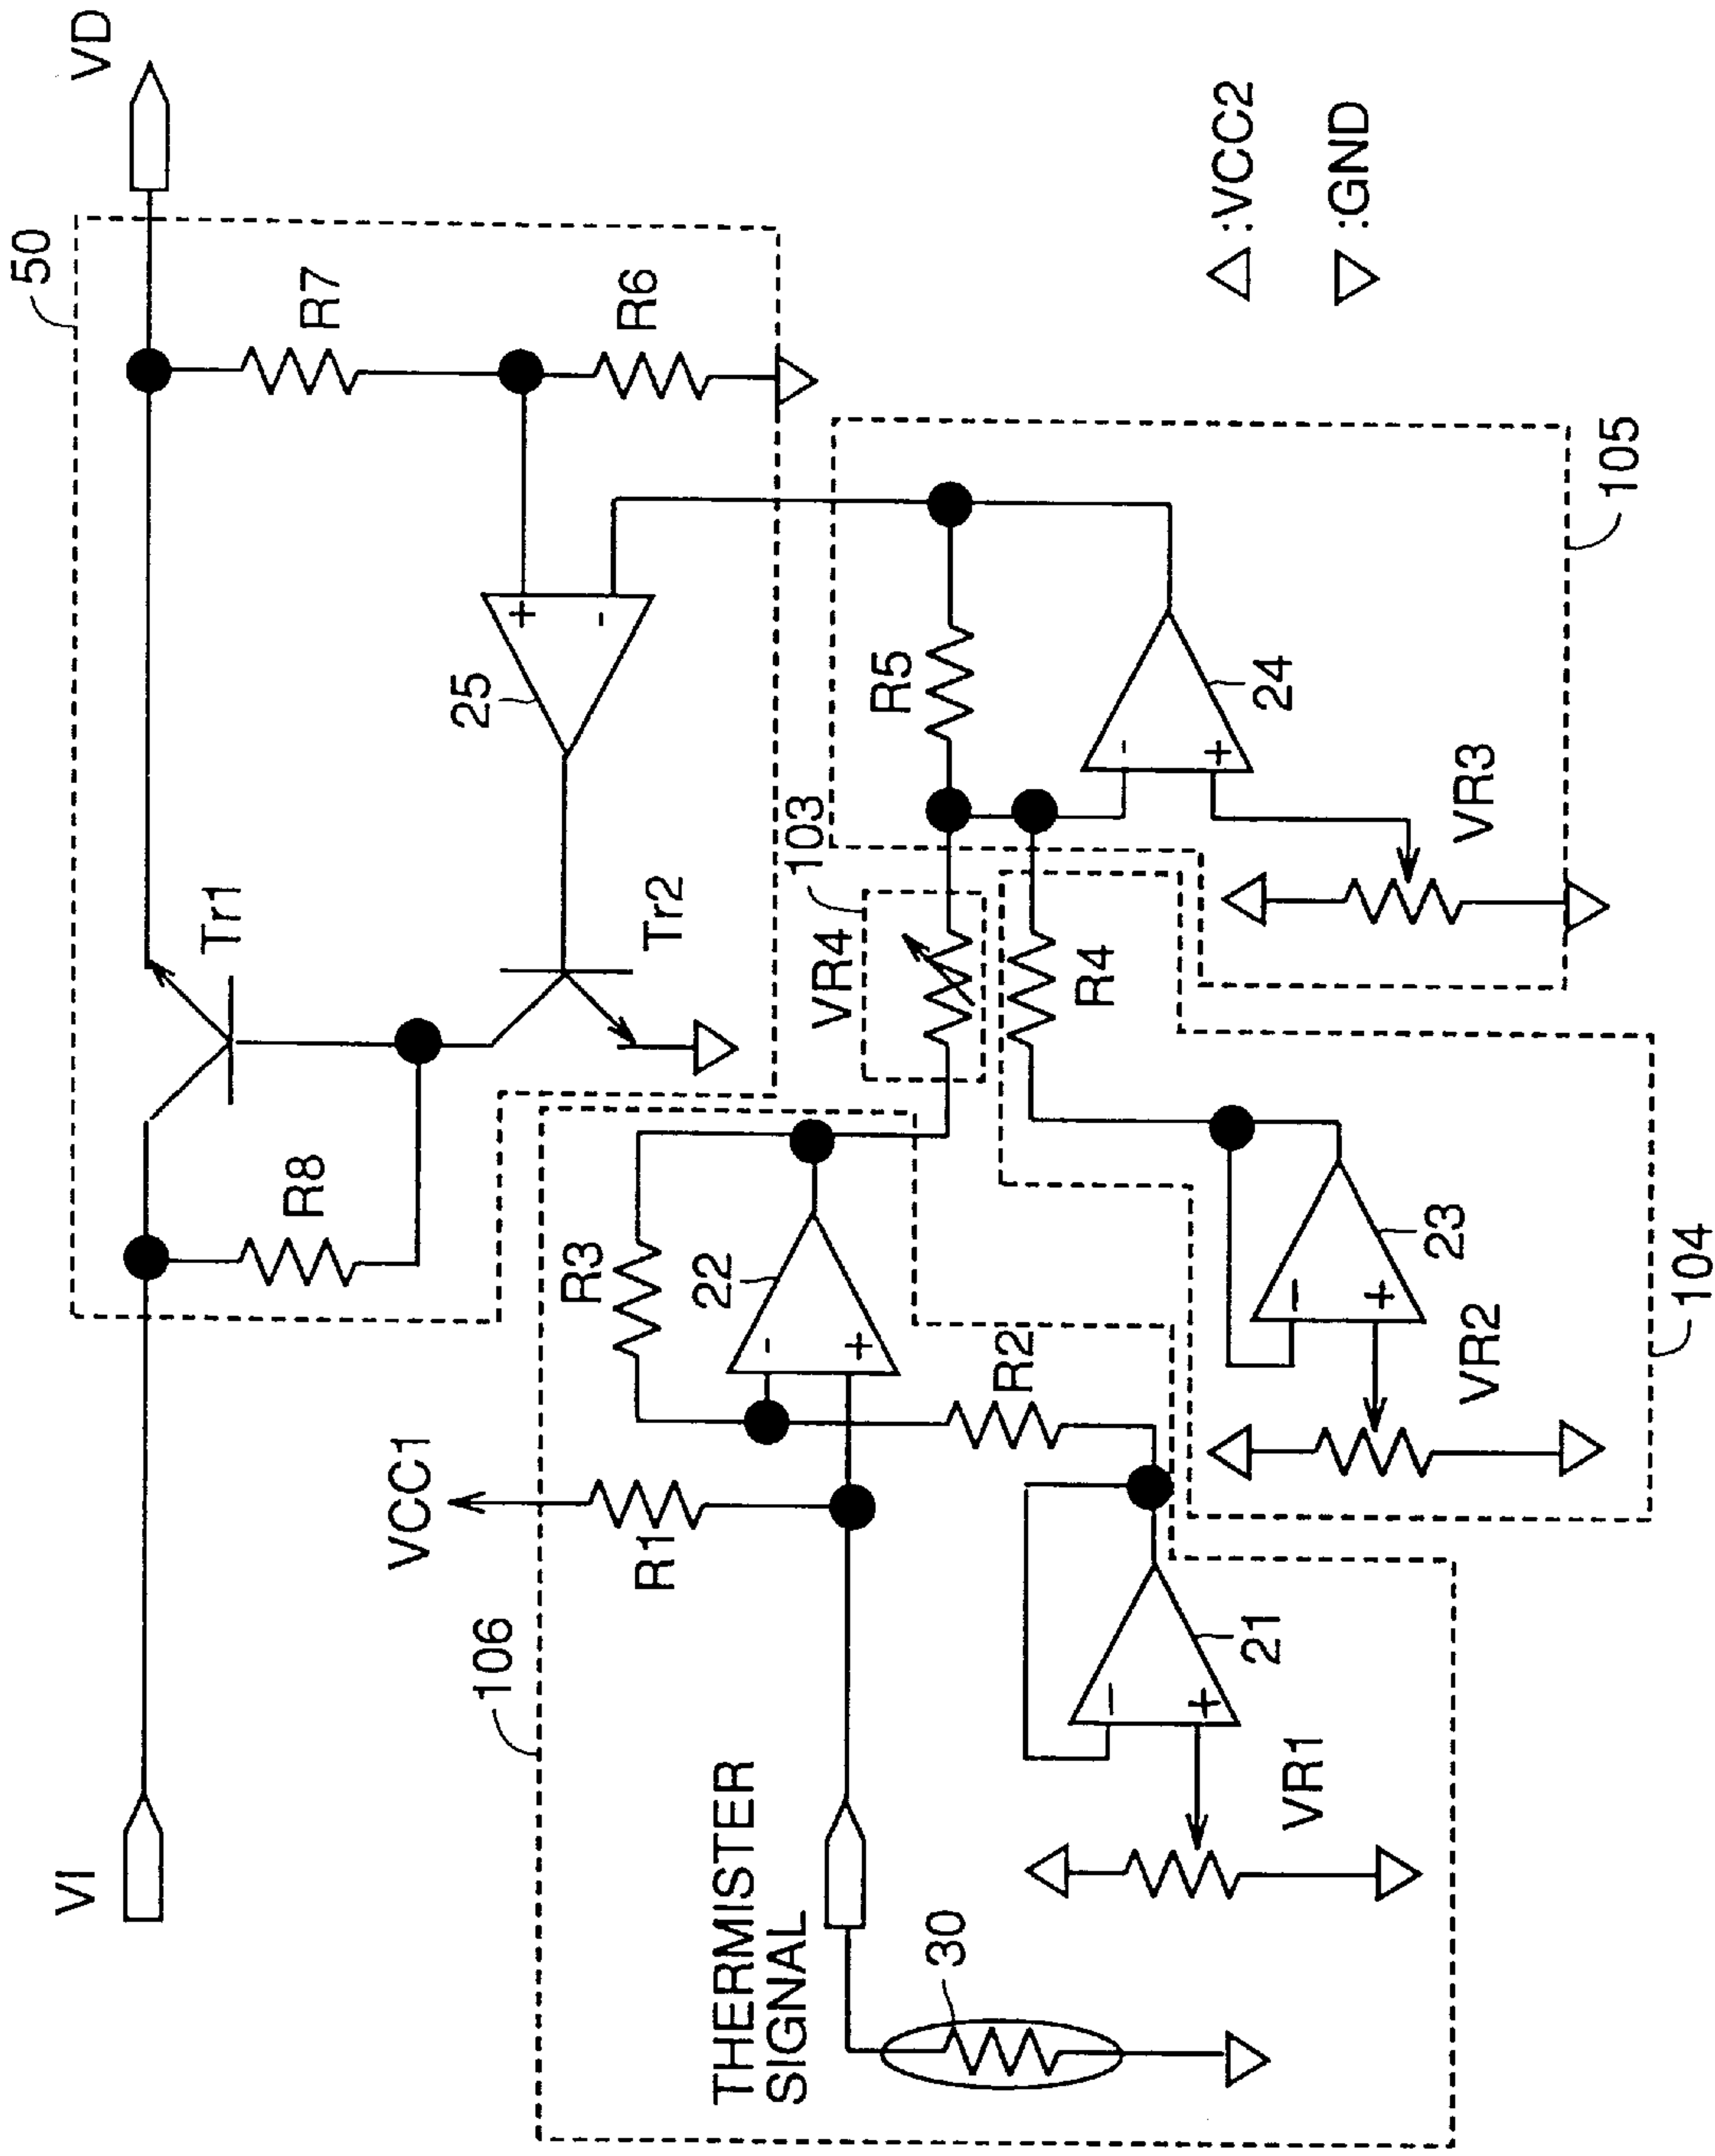 VI
VD
50
Tr1
R8
R7
R6
25
Tr2
VCC1
106
R3
R1
22
R2
THERMISTER
SIGNAL
30
21
VR1
103
VR4
R4
R5
24
VR3
105
23
VR2
104
△:VCC2
▽:GND
+
-
-
+
-
+
-
+
-
+